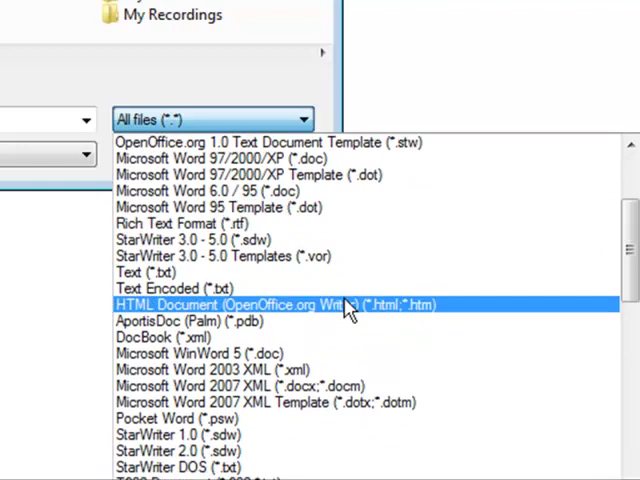 My Recordings
All files (*.*)
OpenOffice.org 1.0 Text Document Template (*.stw)
Microsoft Word 97/2000/XP (*.doc)
Microsoft Word 97/2000/XP Template (*.dot)
Microsoft Word 6.0 / 95 (*.doc)
Microsoft Word 95 Template (*.dot)
Rich Text Format (*.rtf)
StarWriter 3.0 - 5.0 (*.sdw)
StarWriter 3.0 - 5.0 Templates (*.vor)
Text (*.txt)
Text Encoded (*.txt)
HTML Document (OpenOffice.org Writer) (*.html;*.htm)
AportisDoc (Palm) (*.pdb)
DocBook (*.xml)
Microsoft WinWord 5 (*.doc)
Microsoft Word 2003 XML (*.xml)
Microsoft Word 2007 XML (*.docx;*.docm)
Microsoft Word 2007 XML Template (*.dotx;*.dotm)
Pocket Word (*.psw)
StarWriter 1.0 (*.sdw)
StarWriter 2.0 (*.sdw)
StarWriter DOS (*.txt)